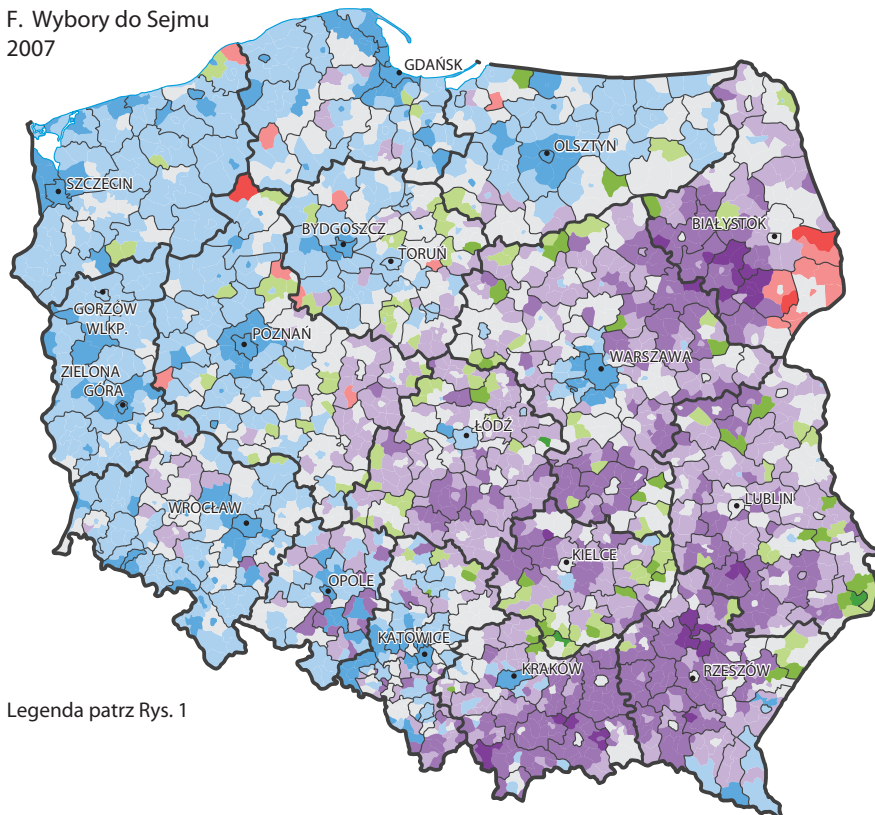 F. Wybory do Sejmu
2007
GDAŃSK
OLSZTYN
SZCZECIN
BIAŁYSTOK
BYDGOSZCZ
TORUŃ
GORZÓW
WLKP.
POZNAŃ
WARSZAWA
ZIELONA
GÓRA
ŁÓDŹ
LUBLIN
WROCŁAW
KIELCE
OPOLE
KATOWICE
KRAKÓW
RZESZÓW
Legenda patrz Rys. 1